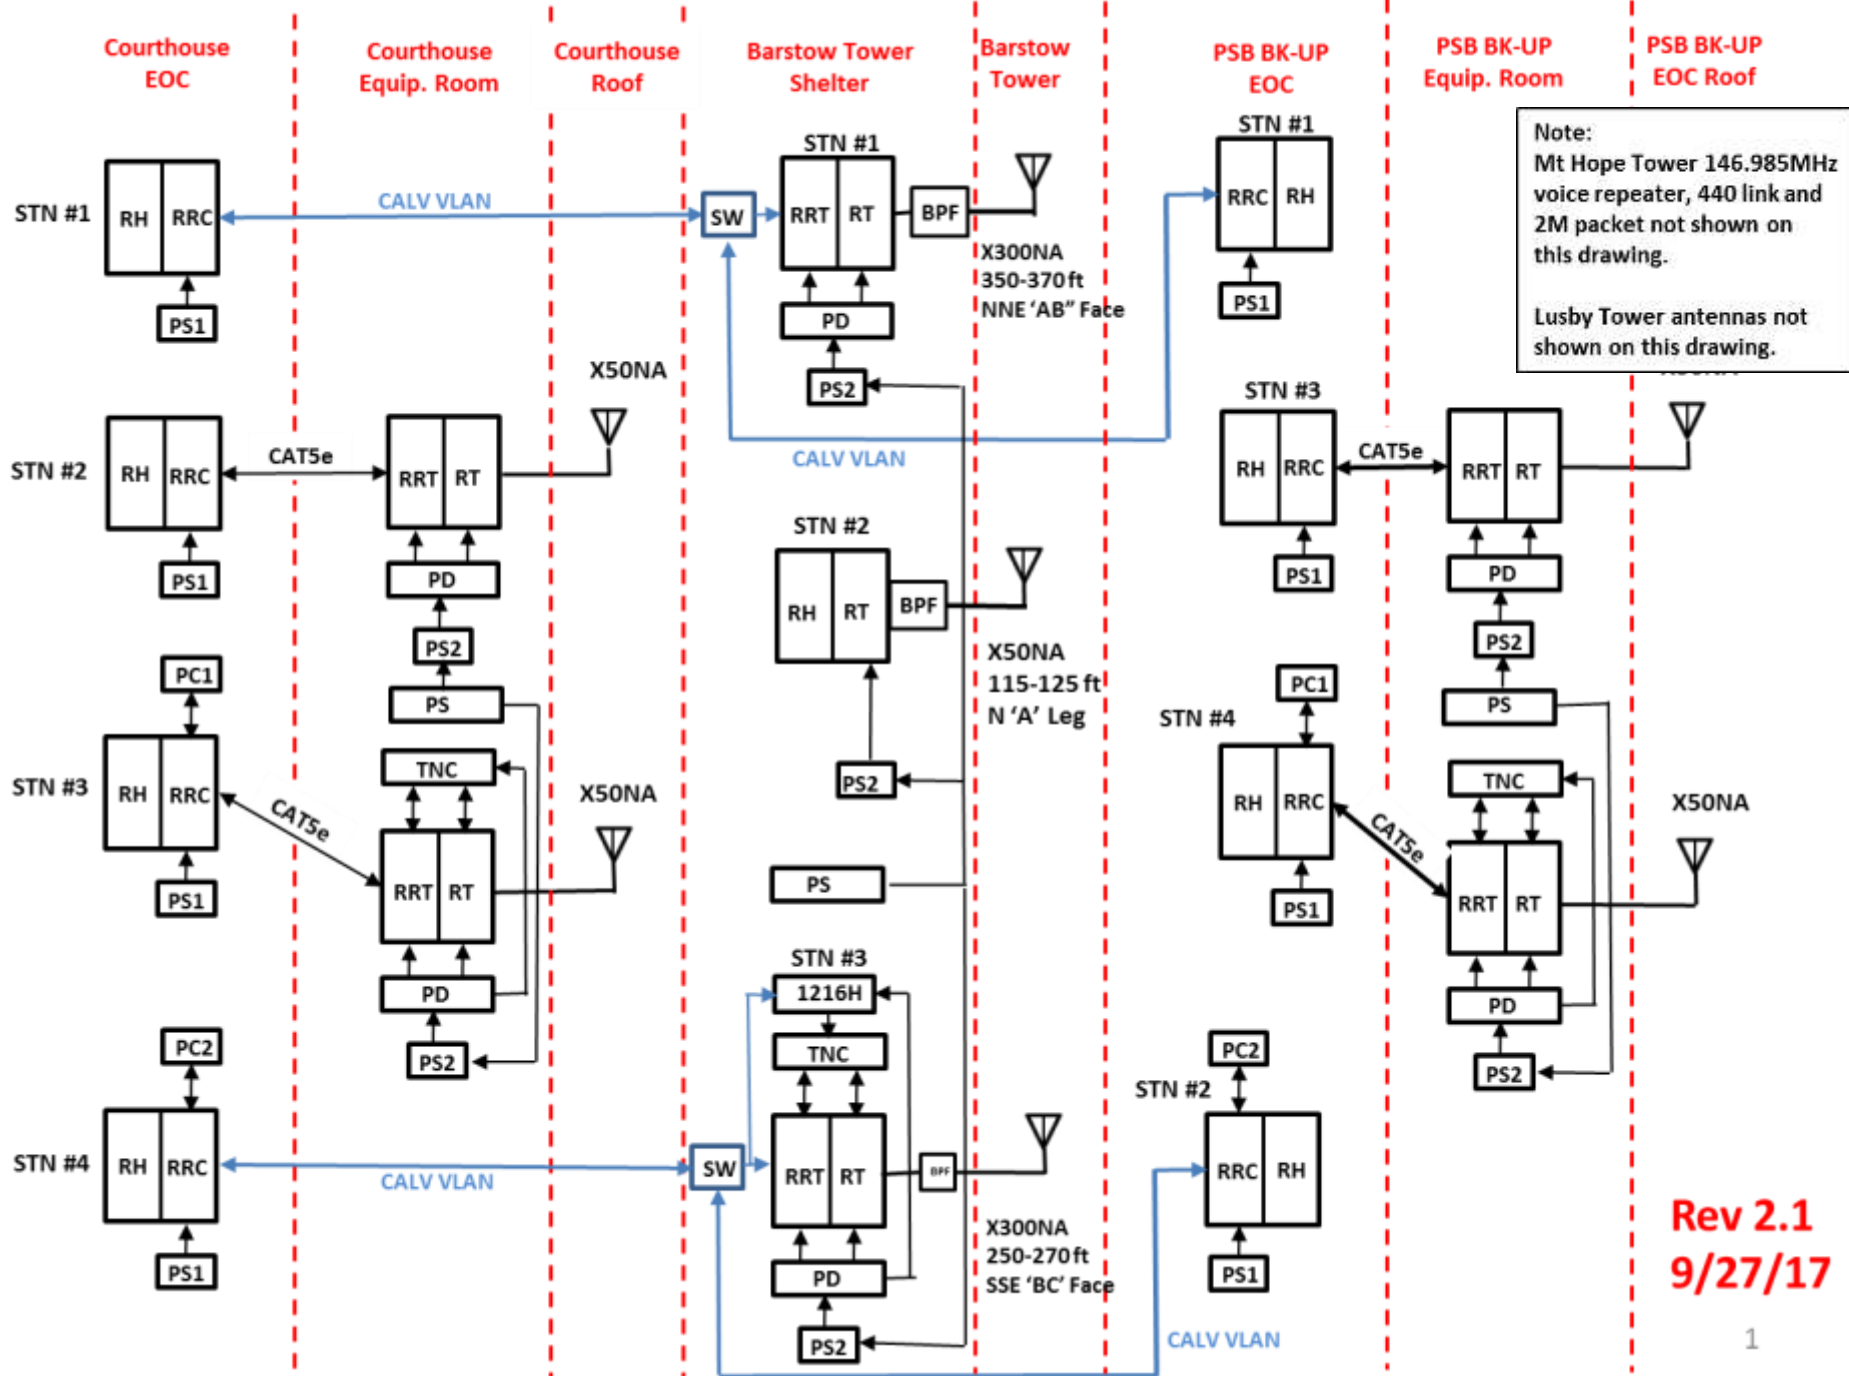 Courthouse
EOC
Courthouse
Equip. Room
Courthouse
Roof
Barstow Tower
Shelter
Barstow
Tower
PSB BK-UP
EOC
PSB BK-UP
Equip. Room
PSB BK-UP
EOC Roof
Note:
Mt Hope Tower 146.985MHz
voice repeater, 440 link and
2M packet not shown on
this drawing.
Lusby Tower antennas not
shown on this drawing.
STN #1
RH
RRC
PS1
CALV VLAN
SW
STN #1
RRT
RT
BPF
PD
PS2
X300NA
350-370 ft
NNE ‘AB” Face
STN #1
RRC
RH
PS1
CALV VLAN
STN #2
RH
RRC
PS1
CAT5e
RRT
RT
PD
PS2
PS
X50NA
STN #2
RH
RT
BPF
PS2
X50NA
115-125 ft
N ‘A’ Leg
STN #3
RH
RRC
PS1
CAT5e
RRT
RT
PD
PS2
PS
PC1
STN #3
RH
RRC
PS1
CAT5e
TNC
RRT
RT
PD
PS2
X50NA
PS
STN #4
PC1
RH
RRC
PS1
CAT5e
TNC
RRT
RT
PD
PS2
X50NA
PC2
STN #4
RH
RRC
PS1
CALV VLAN
SW
STN #3
1216H
TNC
RRT
RT
BPF
PD
PS2
X300NA
250-270 ft
SSE ‘BC’ Face
PC2
STN #2
RRC
RH
PS1
CALV VLAN
Rev 2.1
9/27/17
1